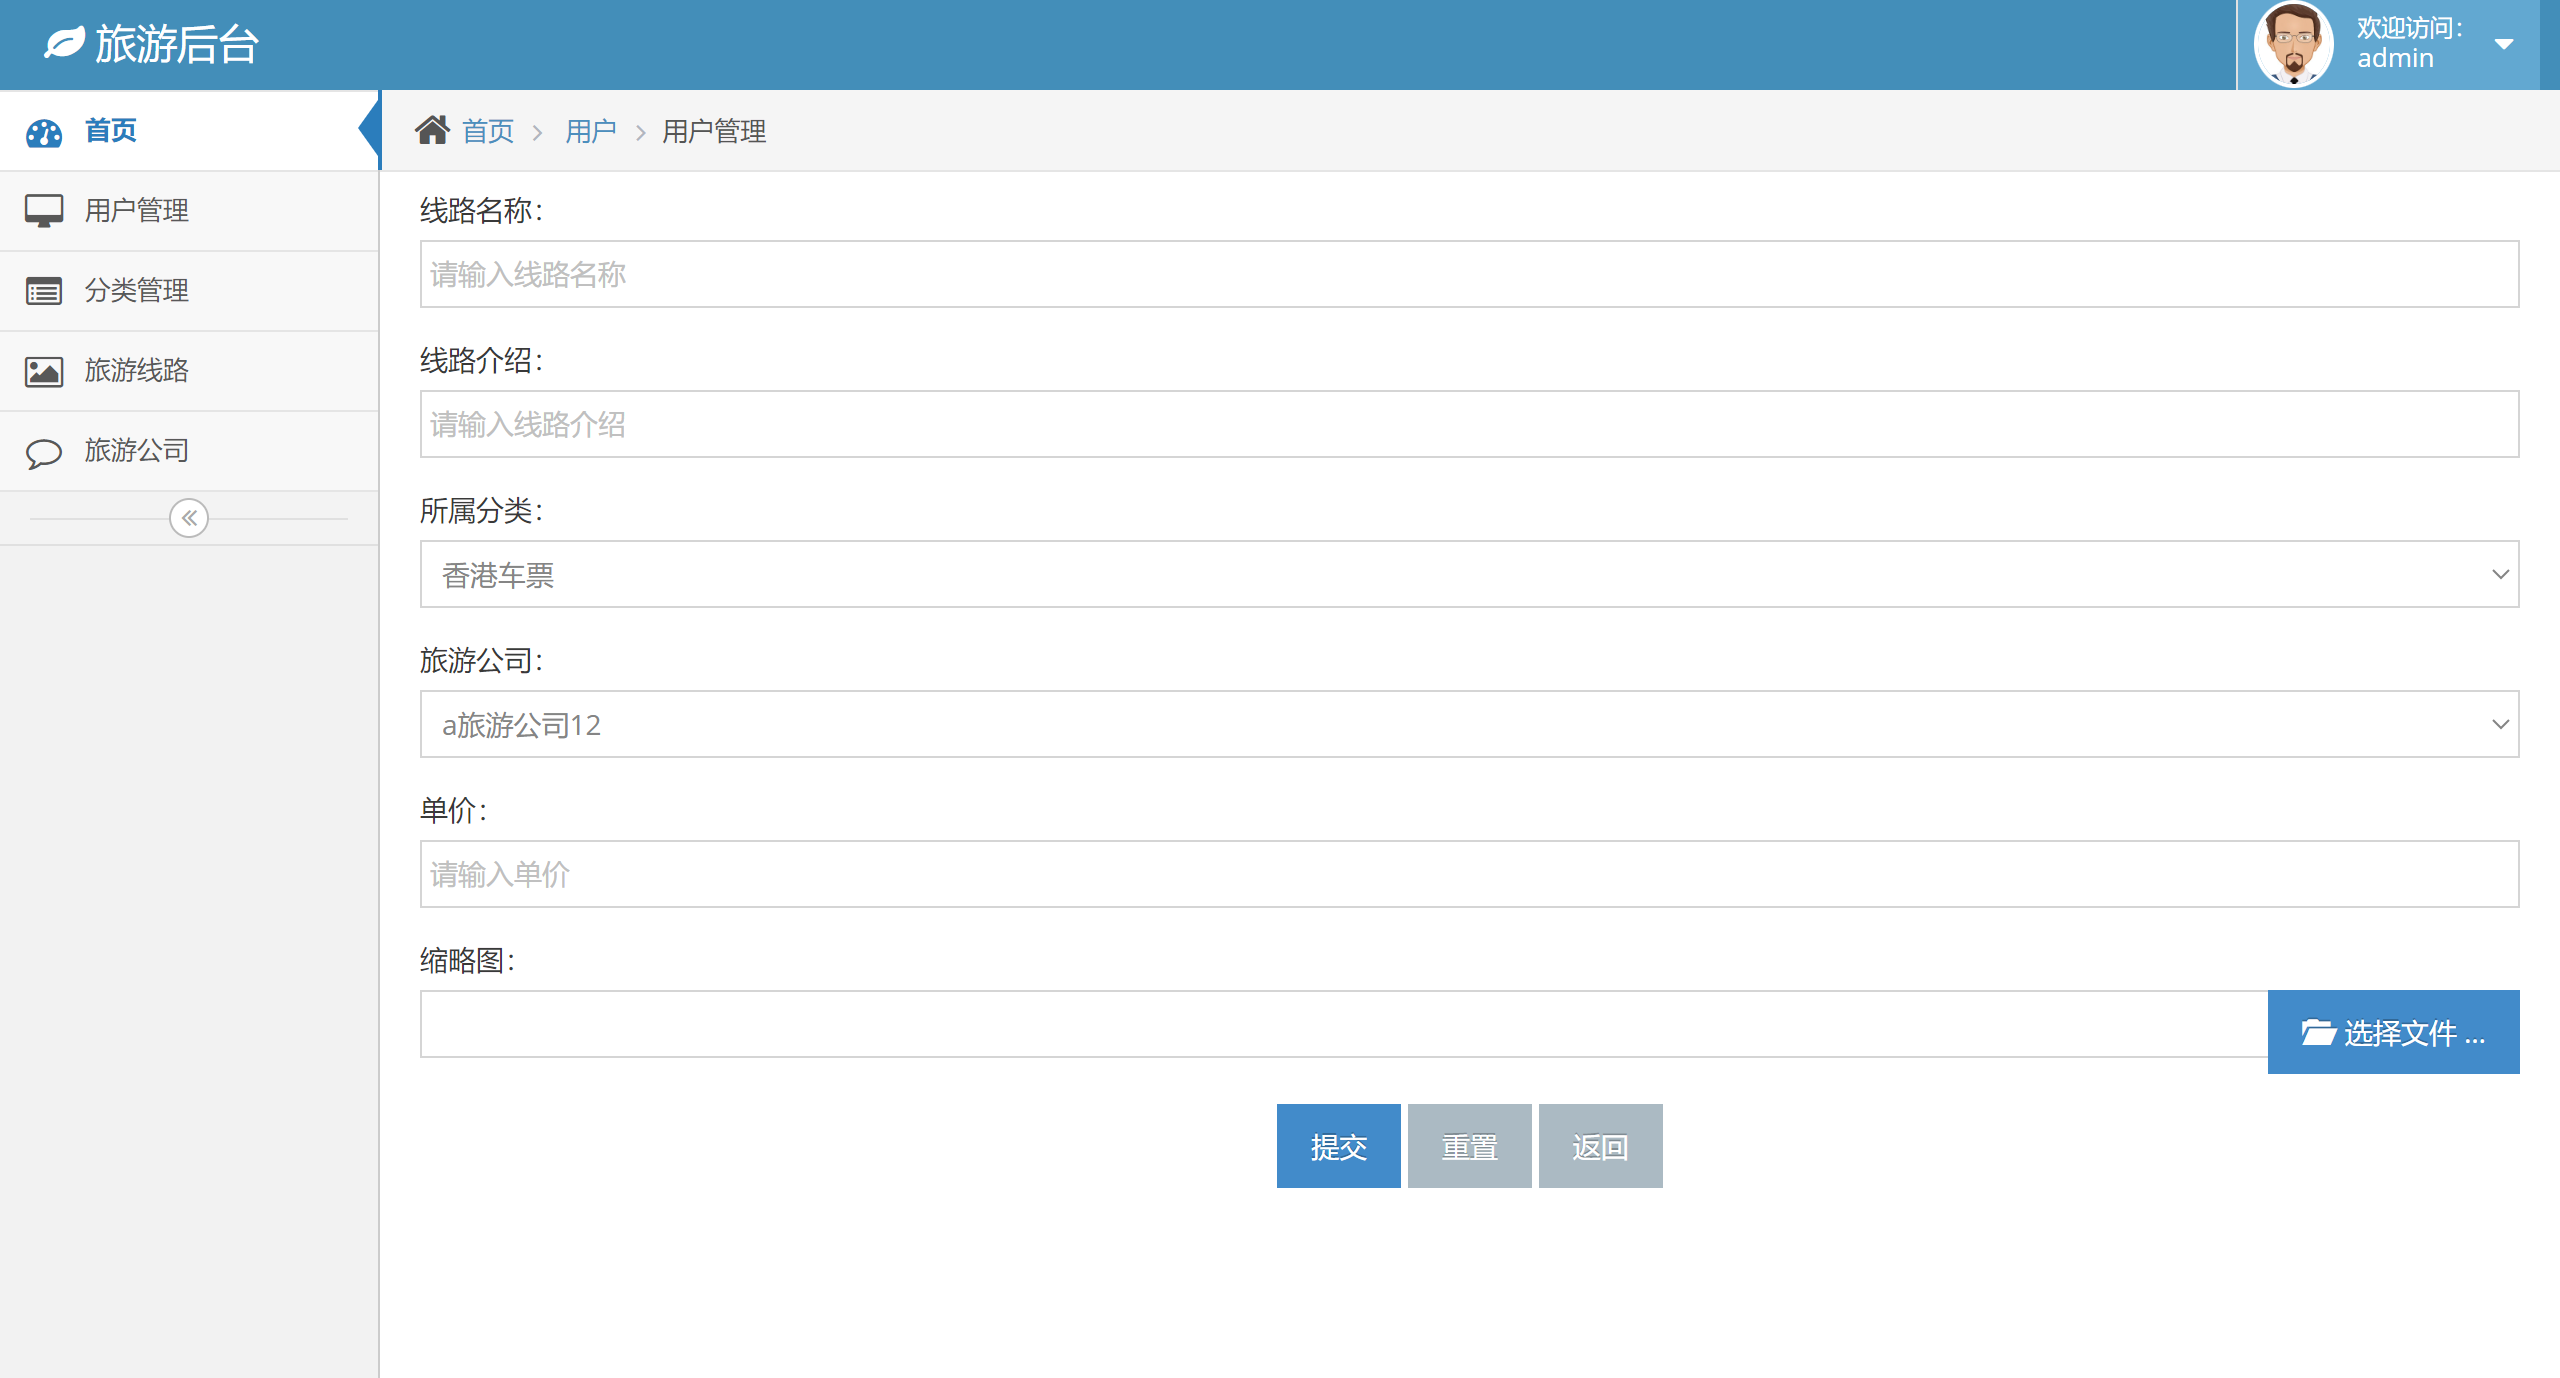 旅游后台
欢迎访问：
admin
首页
用户管理
分类管理
旅游线路
旅游公司
首页 > 用户 > 用户管理
线路名称：
请输入线路名称
线路介绍：
请输入线路介绍
所属分类：
香港车票
旅游公司：
a旅游公司12
单价：
请输入单价
缩略图：
选择文件 ...
提交 重置 返回